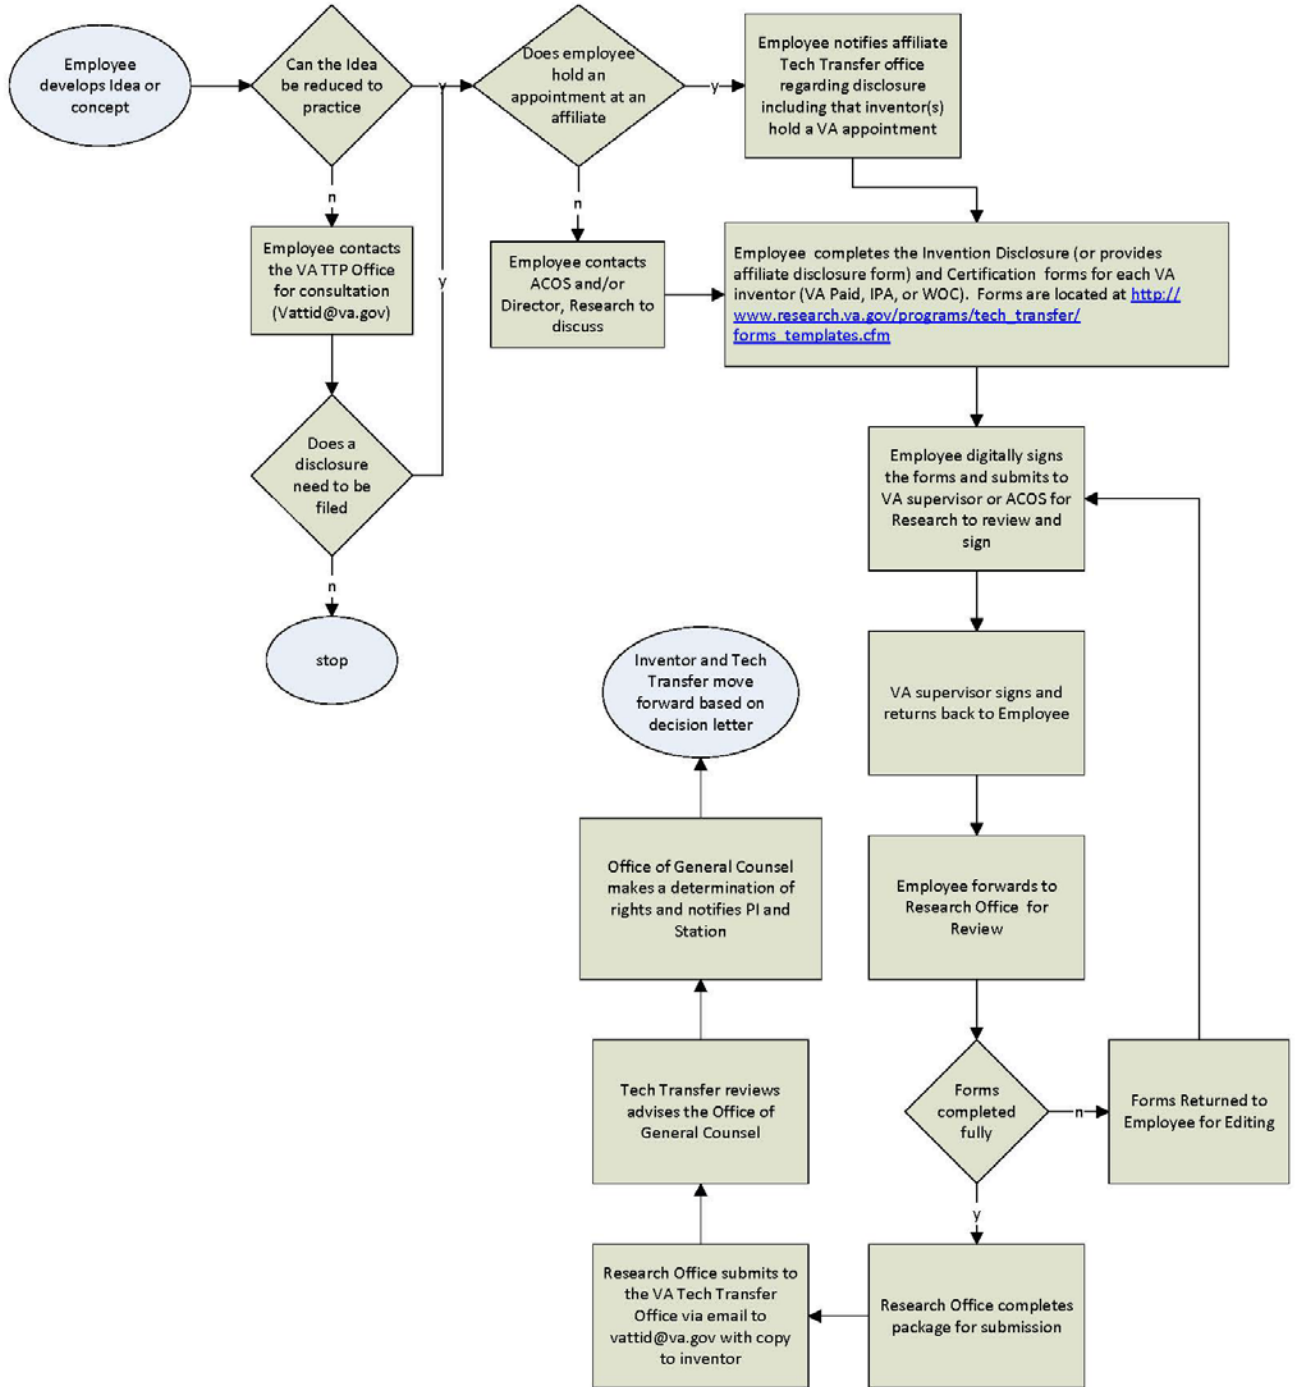 Employee
develops Idea or
concept
Can the Idea
be reduced to
practice
y
Does employee
hold an
appointment at an
affiliate
y
Employee notifies affiliate
Tech Transfer office
regarding disclosure
including that inventor(s)
hold a VA appointment
n
n
Employee contacts
the VA TTP Office
for consultation
(Vattid@va.gov)
y
Employee contacts
ACOS and/or
Director, Research to
discuss
Employee  completes the Invention Disclosure (or provides
affiliate disclosure form) and Certification  forms for each VA
inventor (VA Paid, IPA, or WOC).  Forms are located at http://
www.research.va.gov/programs/tech_transfer/
forms_templates.cfm
Does a
disclosure
need to be
filed
n
stop
Employee digitally signs
the forms and submits to
VA supervisor or ACOS for
Research to review and
sign
VA supervisor signs and
returns back to Employee
Employee forwards to
Research Office  for
Review
Forms
completed
fully
n
Forms Returned to
Employee for Editing
y
Research Office completes
package for submission
Research Office submits to
the VA Tech Transfer
Office via email to
vattid@va.gov with copy
to inventor
Tech Transfer reviews
advises the Office of
General Counsel
Office of General Counsel
makes a determination of
rights and notifies PI and
Station
Inventor and Tech
Transfer move
forward based on
decision letter